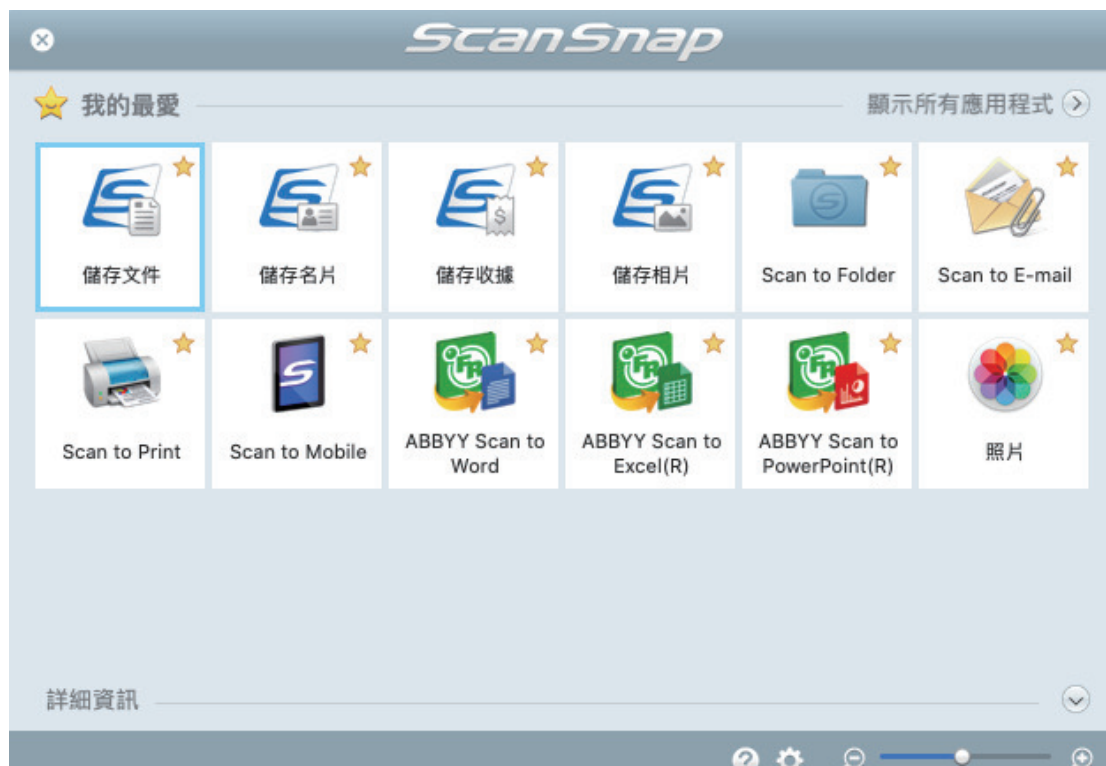 ScanSnap
我的最愛
顯示所有應用程式
儲存文件
儲存名片
儲存收據
儲存相片
Scan to Folder
Scan to E-mail
Scan to Print
Scan to Mobile
ABBYY Scan to
Word
ABBYY Scan to
Excel(R)
ABBYY Scan to
PowerPoint(R)
照片
詳細資訊